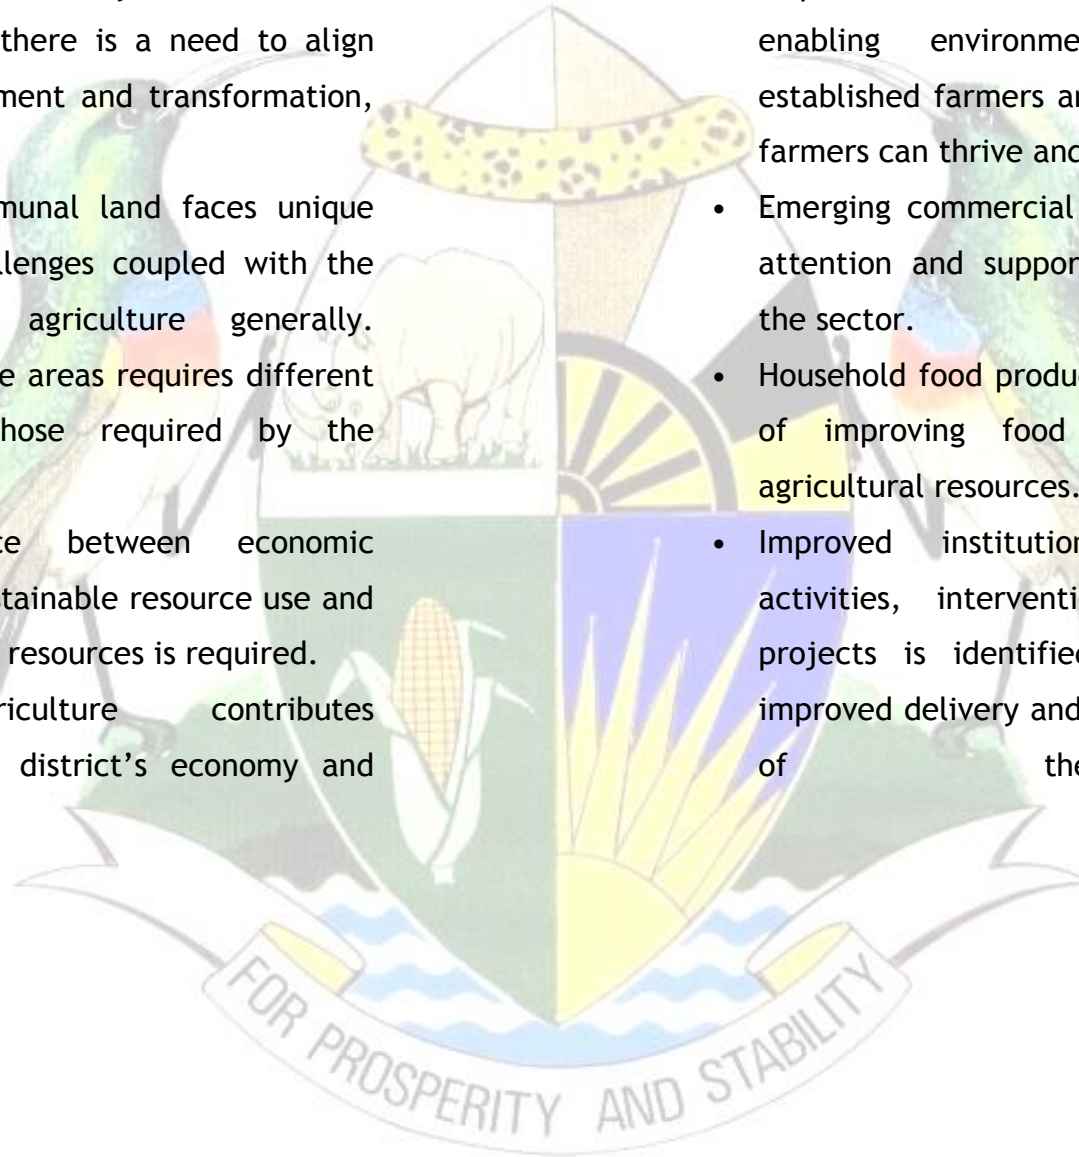 there is a need to align
ment and transformation,
munal land faces unique
llenges coupled with the
agriculture generally.
e areas requires different
hose required by the
ce between economic
stainable resource use and
resources is required.
riculture contributes
district’s economy and
enabling environme
established farmers ar
farmers can thrive and
• Emerging commercial
attention and suppor
the sector.
• Household food produc
of improving food
agricultural resources.
• Improved institution
activities, interventi
projects is identified
improved delivery and
of the
FOR PROSPERITY AND STABILITY